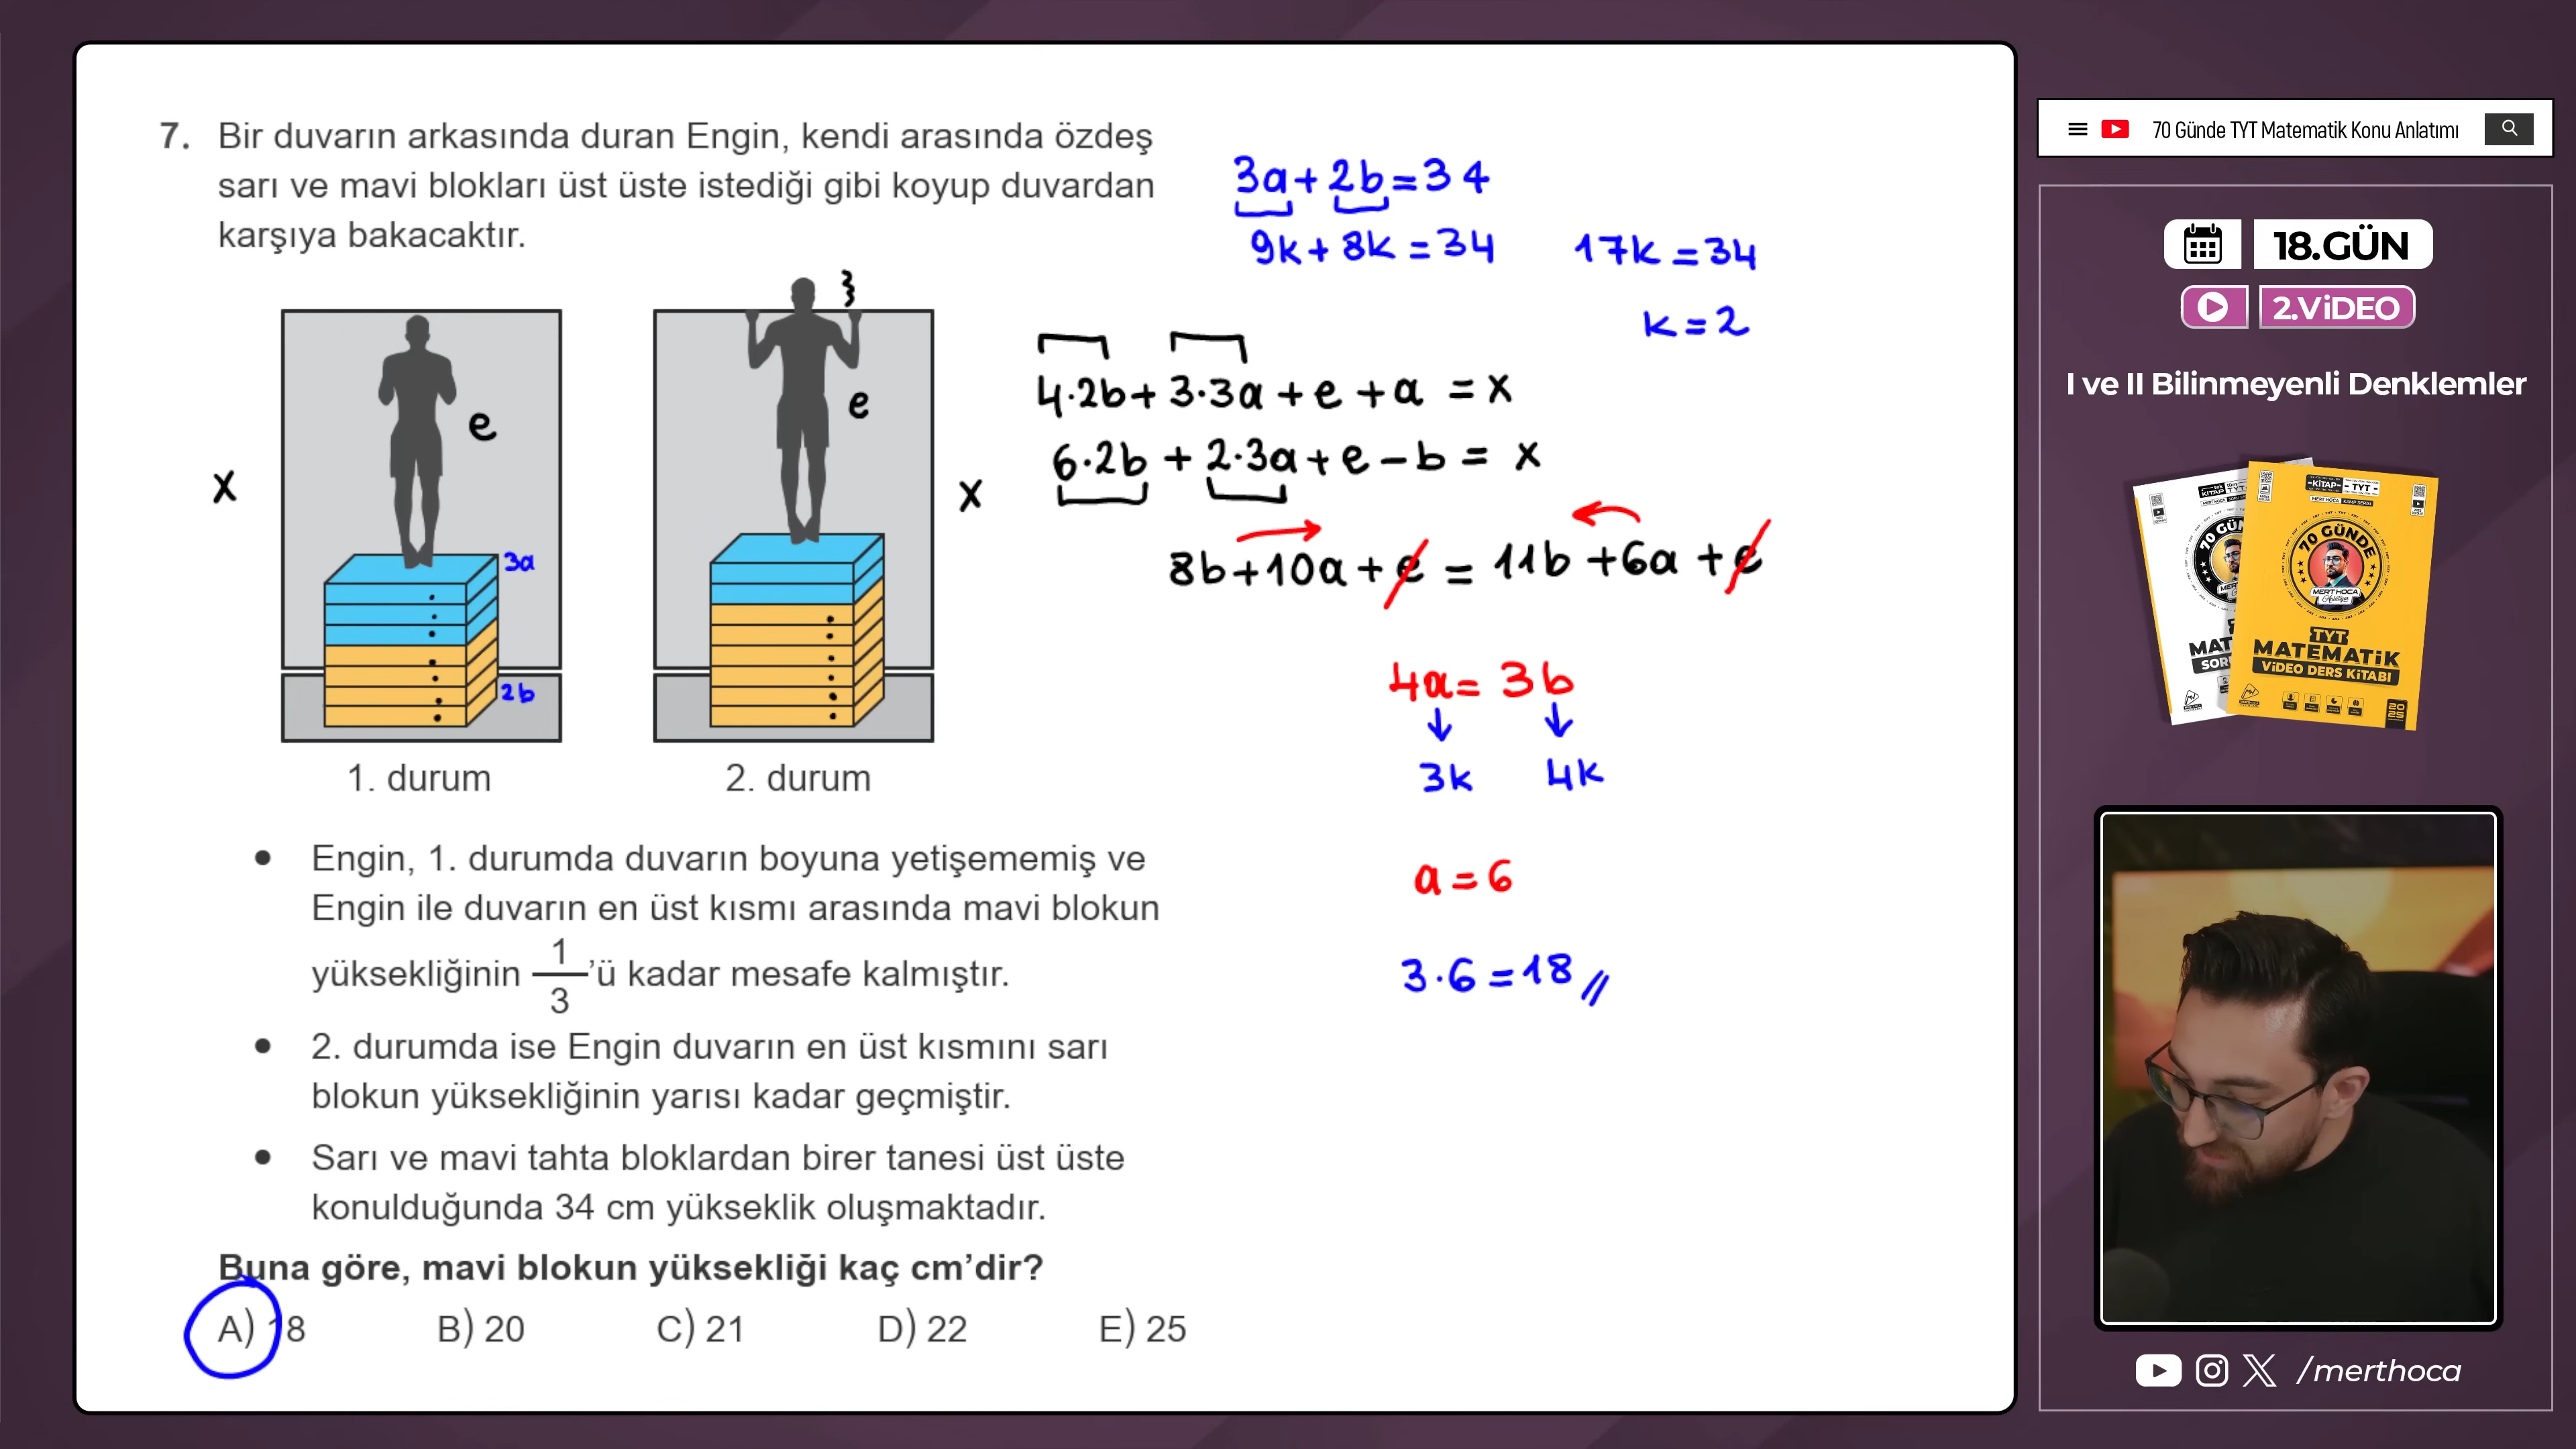 7. Bir duvarın arkasında duran Engin, kendi arasında özdeş
sarı ve mavi blokları üst üste istediği gibi koyup duvardan
karşıya bakacaktır.
x
e
3a
2b
1. durum
e
x
2. durum
• Engin, 1. durumda duvarın boyuna yetişememiş ve
Engin ile duvarın en üst kısmı arasında mavi blokun
yüksekliğinin 1/3'ü kadar mesafe kalmıştır.
• 2. durumda ise Engin duvarın en üst kısmını sarı
blokun yüksekliğinin yarısı kadar geçmiştir.
• Sarı ve mavi tahta bloklardan birer tanesi üst üste
konulduğunda 34 cm yükseklik oluşmaktadır.
Buna göre, mavi blokun yüksekliği kaç cm'dir?
A) 18 B) 20 C) 21 D) 22 E) 25
3a+2b=34
9k+8k=34 17k=34
k=2
4·2b+3·3a+e+a=x
6·2b+2·3a+e-b=x
8b+10a+e=11b+6a+e
4a=3b
3k 4k
a=6
3·6=18
70 Günde TYT Matematik Konu Anlatımı
18.GÜN
2.ViDEO
I ve II Bilinmeyenli Denklemler
KiTAP TYT
70 GÜNDE
MERT HOCA
TYT
MATEMATiK
ViDEO DERS KiTABI
2025
/merthoca